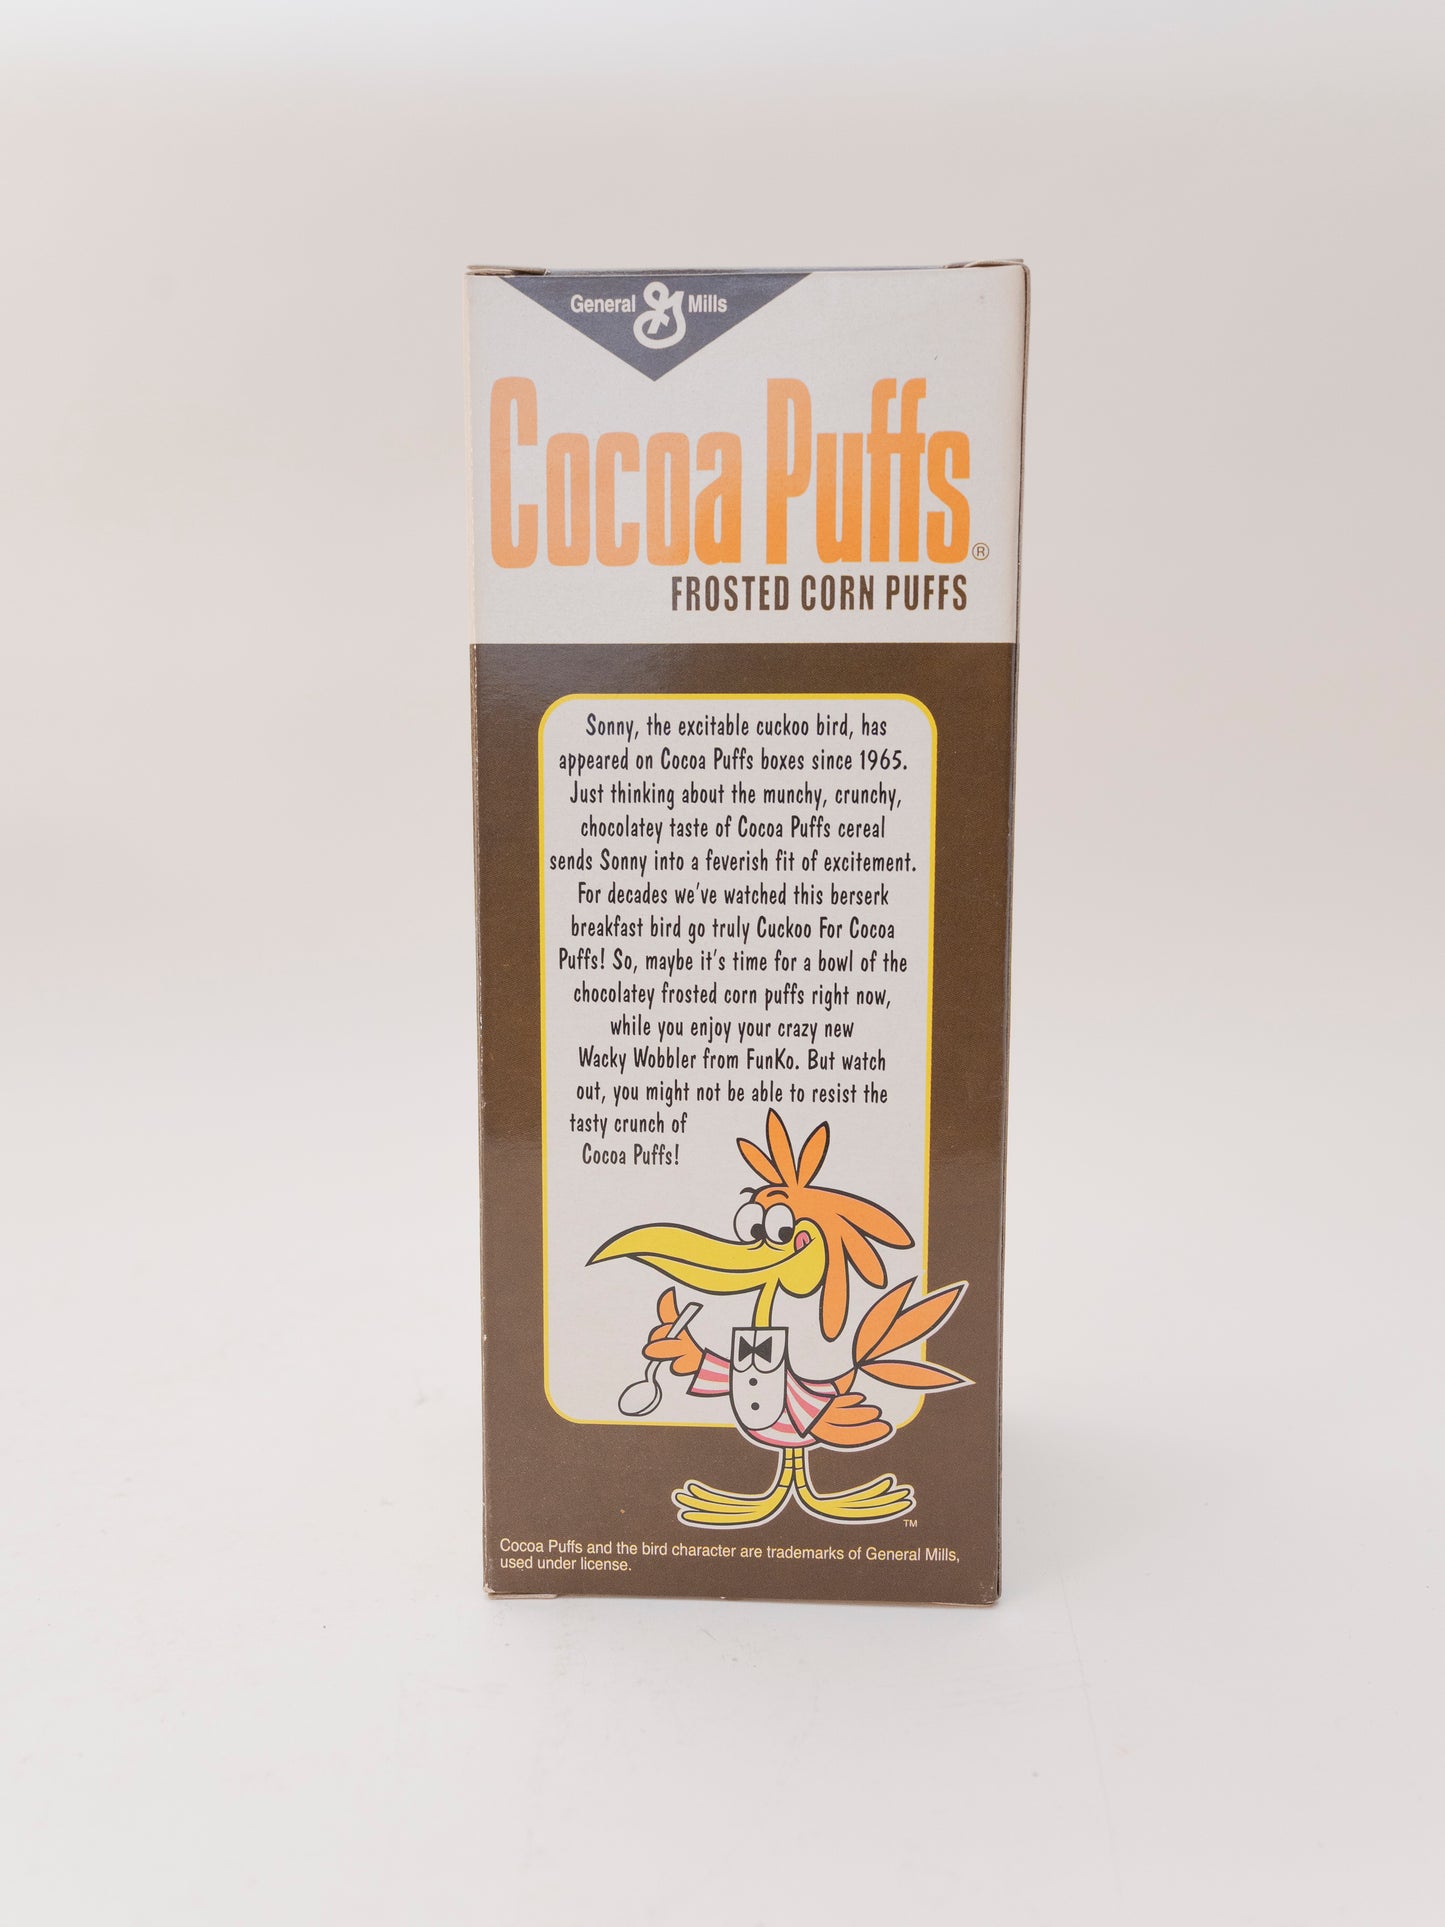 General Mills
Cocoa Puffs®
FROSTED CORN PUFFS
Sonny, the excitable cuckoo bird, has
appeared on Cocoa Puffs boxes since 1965.
Just thinking about the munchy, crunchy,
chocolatey taste of Cocoa Puffs cereal
sends Sonny into a feverish fit of excitement.
For decades we've watched this berserk
breakfast bird go truly Cuckoo For Cocoa
Puffs! So, maybe it's time for a bowl of the
chocolatey frosted corn puffs right now,
while you enjoy your crazy new
Wacky Wobbler from FunKo. But watch
out, you might not be able to resist the
tasty crunch of
Cocoa Puffs!
TM
Cocoa Puffs and the bird character are trademarks of General Mills,
used under license.